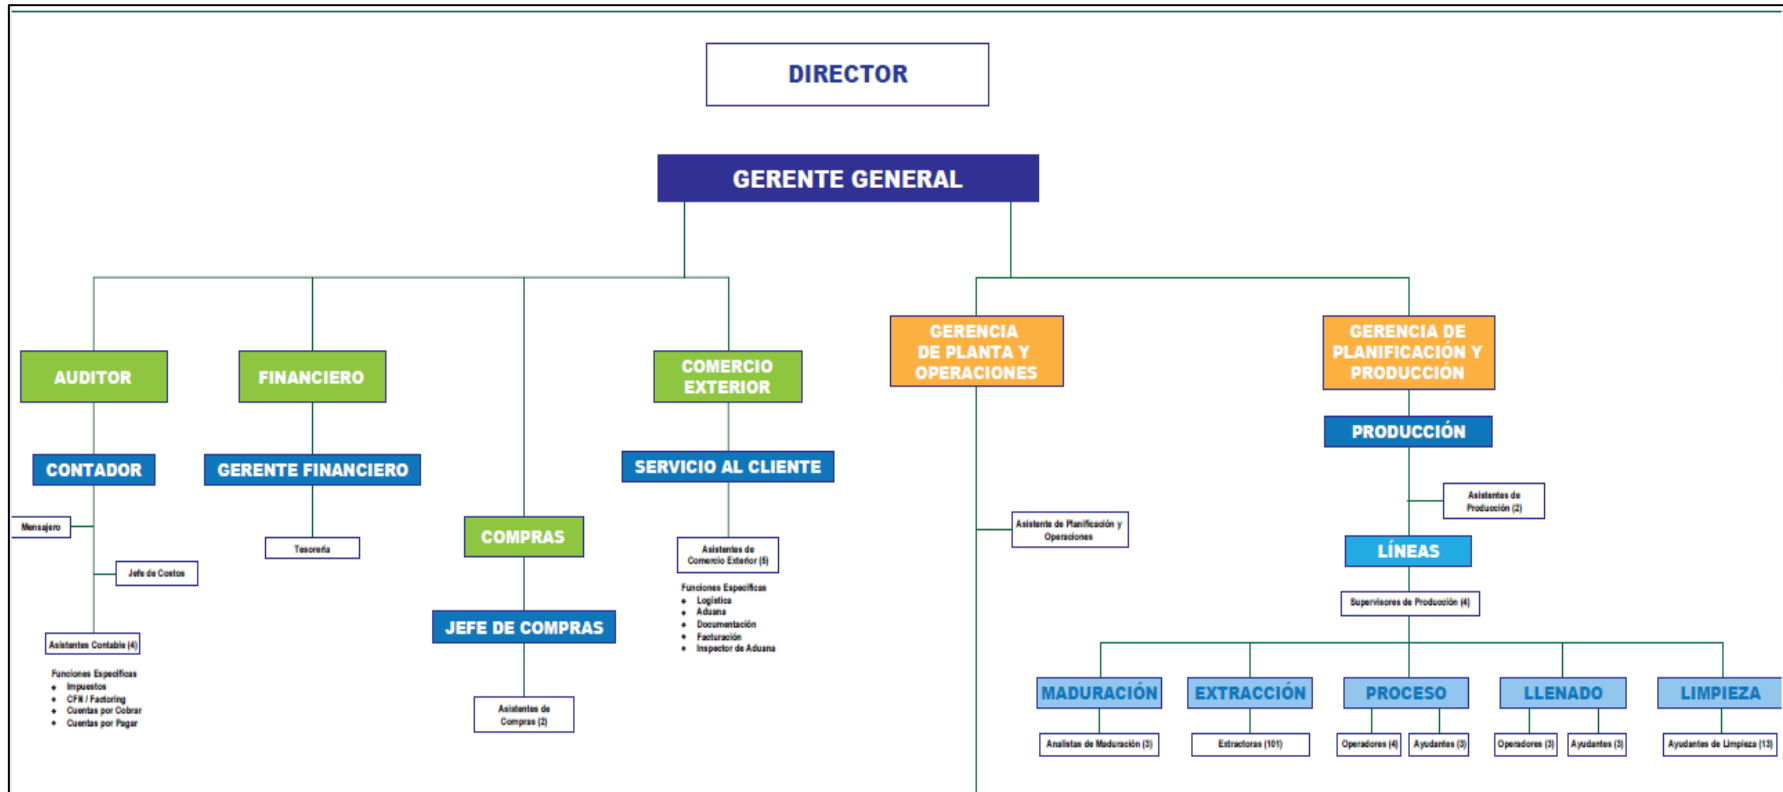 DIRECTOR
GERENTE GENERAL
AUDITOR
CONTADOR
Mensajero
Jefe de Costos
Asistentes Contable (4)
Funciones Específicas
◆ Impuestos
◆ CFN / Factoring
◆ Cuentas por Cobrar
◆ Cuentas por Pagar
FINANCIERO
GERENTE FINANCIERO
Tesorería
COMPRAS
JEFE DE COMPRAS
Asistentes de
Compras (2)
COMERCIO
EXTERIOR
SERVICIO AL CLIENTE
Asistentes de
Comercio Exterior (5)
Funciones Específicas
◆ Logística
◆ Aduana
◆ Documentación
◆ Facturación
◆ Inspector de Aduana
GERENCIA
DE PLANTA Y
OPERACIONES
Asistente de Planificación y
Operaciones
GERENCIA DE
PLANIFICACIÓN Y
PRODUCCIÓN
PRODUCCIÓN
Asistentes de
Producción (2)
LÍNEAS
Supervisores de Producción (4)
MADURACIÓN
Analistas de Maduración (3)
EXTRACCIÓN
Extractoras (101)
PROCESO
Operadores (4)
Ayudantes (3)
LLENADO
Operadores (3)
Ayudantes (3)
LIMPIEZA
Ayudantes de Limpieza (13)